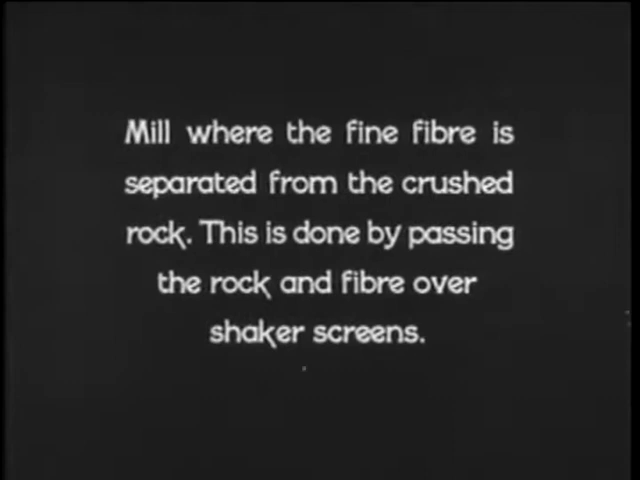 Mill where the fine fibre is
separated from the crushed
rock. This is done by passing
the rock and fibre over
shaker screens.